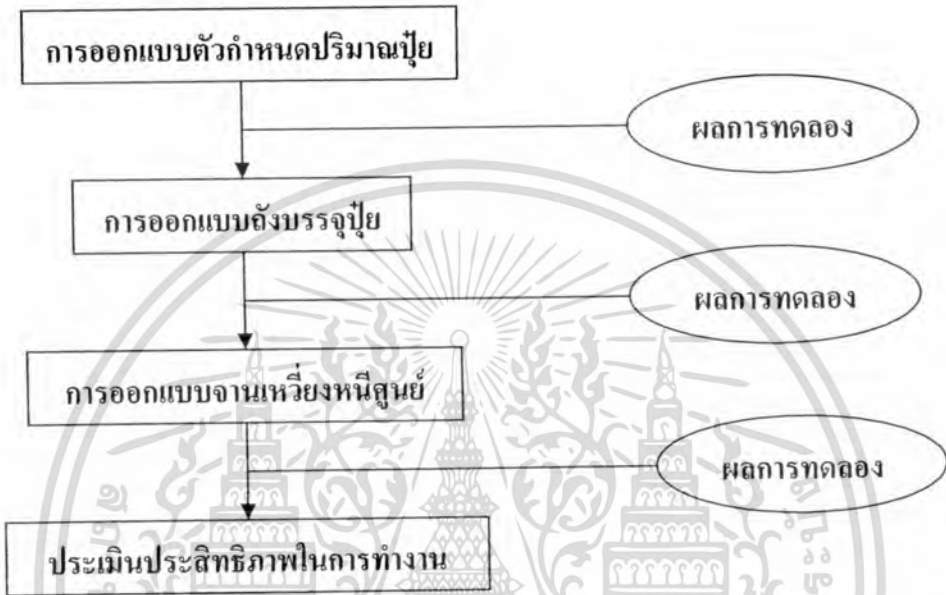 การออกแบบตัวกำหนดปริมาณปุ๋ย
ผลการทดลอง
การออกแบบถังบรรจุปุ๋ย
ผลการทดลอง
การออกแบบจานเหวี่ยงหนีศูนย์
ผลการทดลอง
ประเมินประสิทธิภาพในการทำงาน